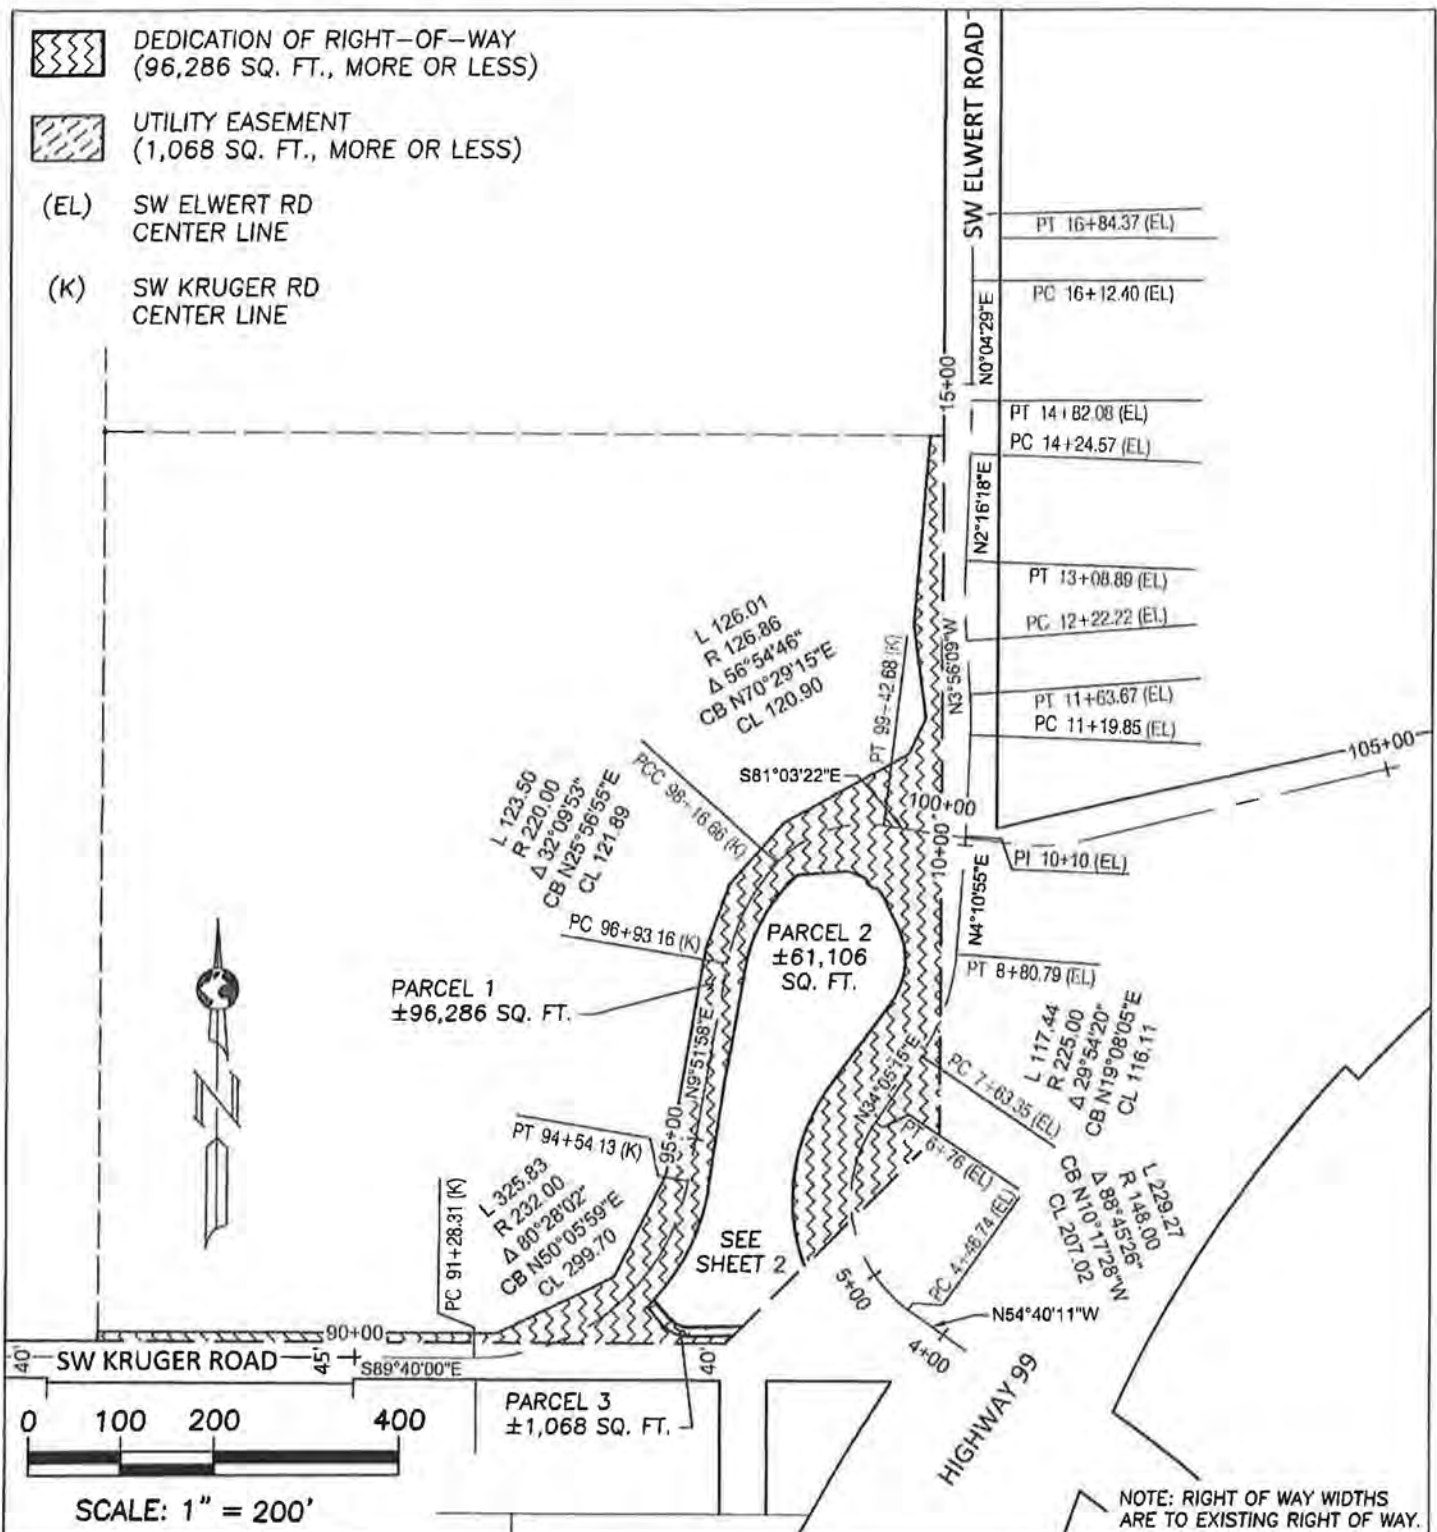 DEDICATION OF RIGHT-OF-WAY
(96,286 SQ. FT., MORE OR LESS)
UTILITY EASEMENT
(1,068 SQ. FT., MORE OR LESS)
(EL) SW ELWERT RD
CENTER LINE
(K) SW KRUGER RD
CENTER LINE
SW ELWERT ROAD
PT 16+84.37 (EL)
PC 16+12.40 (EL)
N0°04'29"E
15+00
PT 14+82.08 (EL)
PC 14+24.57 (EL)
N2°16'18"E
PT 13+08.89 (EL)
PC 12+22.22 (EL)
N3°56'09"W
PT 11+63.67 (EL)
PC 11+19.85 (EL)
105+00
L 126.01
R 126.86
Δ 56°54'46"
CB N70°29'15"E
CL 120.90
PT 99+42.68 (K)
S81°03'22"E
100+00
10+00
PI 10+10 (EL)
PCC 98+16.66 (K)
L 123.50
R 220.00
Δ 32°09'53"
CB N25°56'55"E
CL 121.89
PC 96+93.16 (K)
N4°10'55"E
PT 8+80.79 (EL)
PARCEL 2
±61,106
SQ. FT.
PARCEL 1
±96,286 SQ. FT.
N9°51'58"E
N34°05'15"E
L 117.44
R 225.00
Δ 29°54'20"
CB N19°08'05"E
CL 116.11
PC 7+63.35 (EL)
PT 6+76 (EL)
95+00
PT 94+54.13 (K)
L 325.83
R 232.00
Δ 80°28'02"
CB N50°05'59"E
CL 299.70
PC 91+28.31 (K)
L 229.27
R 148.00
Δ 88°45'26"
CB N10°17'28"W
CL 207.02
PC 4+46.74 (EL)
SEE
SHEET 2
5+00
N54°40'11"W
4+00
90+00
40'
SW KRUGER ROAD
45'
S89°40'00"E
40'
HIGHWAY 99
PARCEL 3
±1,068 SQ. FT.
0 100 200 400
SCALE: 1" = 200'
NOTE: RIGHT OF WAY WIDTHS
ARE TO EXISTING RIGHT OF WAY.